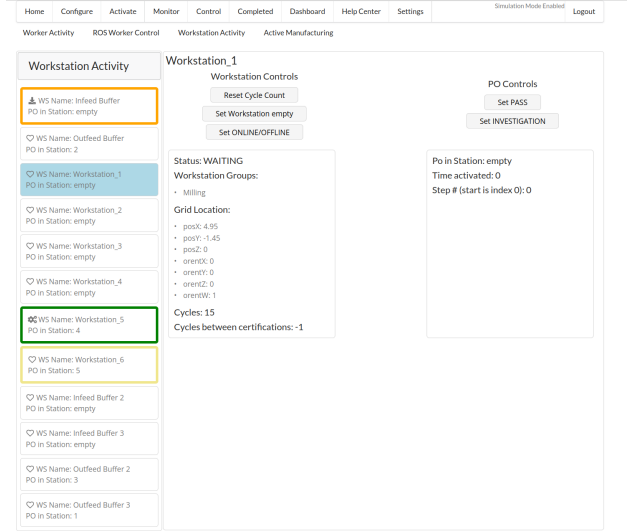 Home Configure Activate Monitor Control Completed Dashboard Help Center Settings Simulation Mode Enabled Logout
Worker Activity ROS Worker Control Workstation Activity Active Manufacturing
Workstation Activity
WS Name: Infeed Buffer
PO in Station: empty
WS Name: Outfeed Buffer
PO in Station: 2
WS Name: Workstation_1
PO in Station: empty
WS Name: Workstation_2
PO in Station: empty
WS Name: Workstation_3
PO in Station: empty
WS Name: Workstation_4
PO in Station: empty
WS Name: Workstation_5
PO in Station: 4
WS Name: Workstation_6
PO in Station: 5
WS Name: Infeed Buffer 2
PO in Station: empty
WS Name: Infeed Buffer 3
PO in Station: empty
WS Name: Outfeed Buffer 2
PO in Station: 3
WS Name: Outfeed Buffer 3
PO in Station: 1
Workstation_1
Workstation Controls
Reset Cycle Count
Set Workstation empty
Set ONLINE/OFFLINE
PO Controls
Set PASS
Set INVESTIGATION
Status: WAITING
Workstation Groups:
• Milling
Grid Location:
• posX: 4.95
• posY: -1.45
• posZ: 0
• orentX: 0
• orentY: 0
• orentZ: 0
• orentW: 1
Cycles: 15
Cycles between certifications: -1
Po in Station: empty
Time activated: 0
Step # (start is index 0): 0